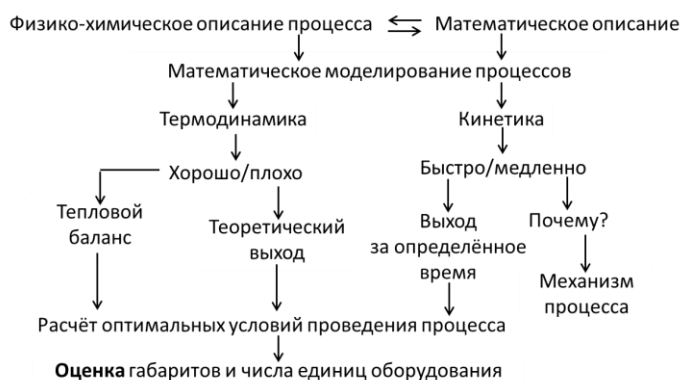 Физико-химическое описание процесса
Математическое описание
Математическое моделирование процессов
Термодинамика
Кинетика
Хорошо/плохо
Быстро/медленно
Тепловой
баланс
Теоретический
выход
Выход
за определённое
время
Почему?
Механизм
процесса
Расчёт оптимальных условий проведения процесса
Оценка габаритов и числа единиц оборудования